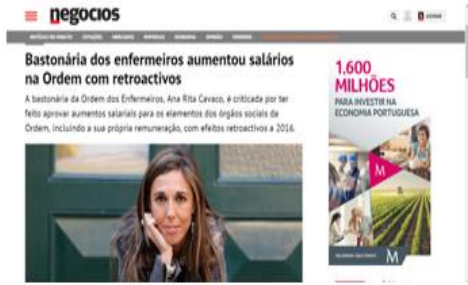 negocios
ASSINAR
Bastonária dos enfermeiros aumentou salários
na Ordem com retroactivos
A bastonária da Ordem dos Enfermeiros, Ana Rita Cavaco, é criticada por ter
feito aprovar aumentos salariais para os elementos dos órgãos sociais da
Ordem, incluindo a sua própria remuneração, com efeitos retroactivos a 2016.
1.600
MILHÕES
PARA INVESTIR NA
ECONOMIA PORTUGUESA
M
M